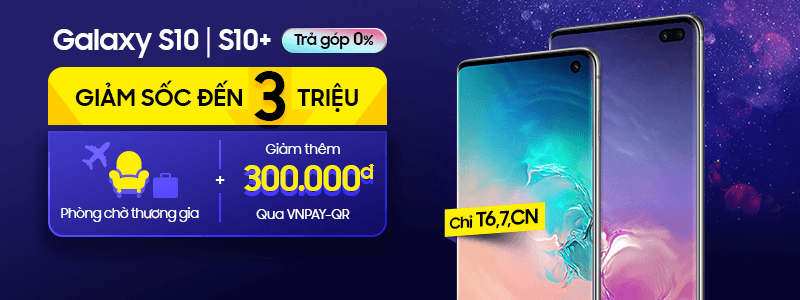 Galaxy S10 | S10+ Trả góp 0%
GIẢM SỐC ĐẾN 3 TRIỆU
Phòng chờ thương gia
+
Giảm thêm
300.000đ
Qua VNPAY-QR
Chỉ T6,7,CN